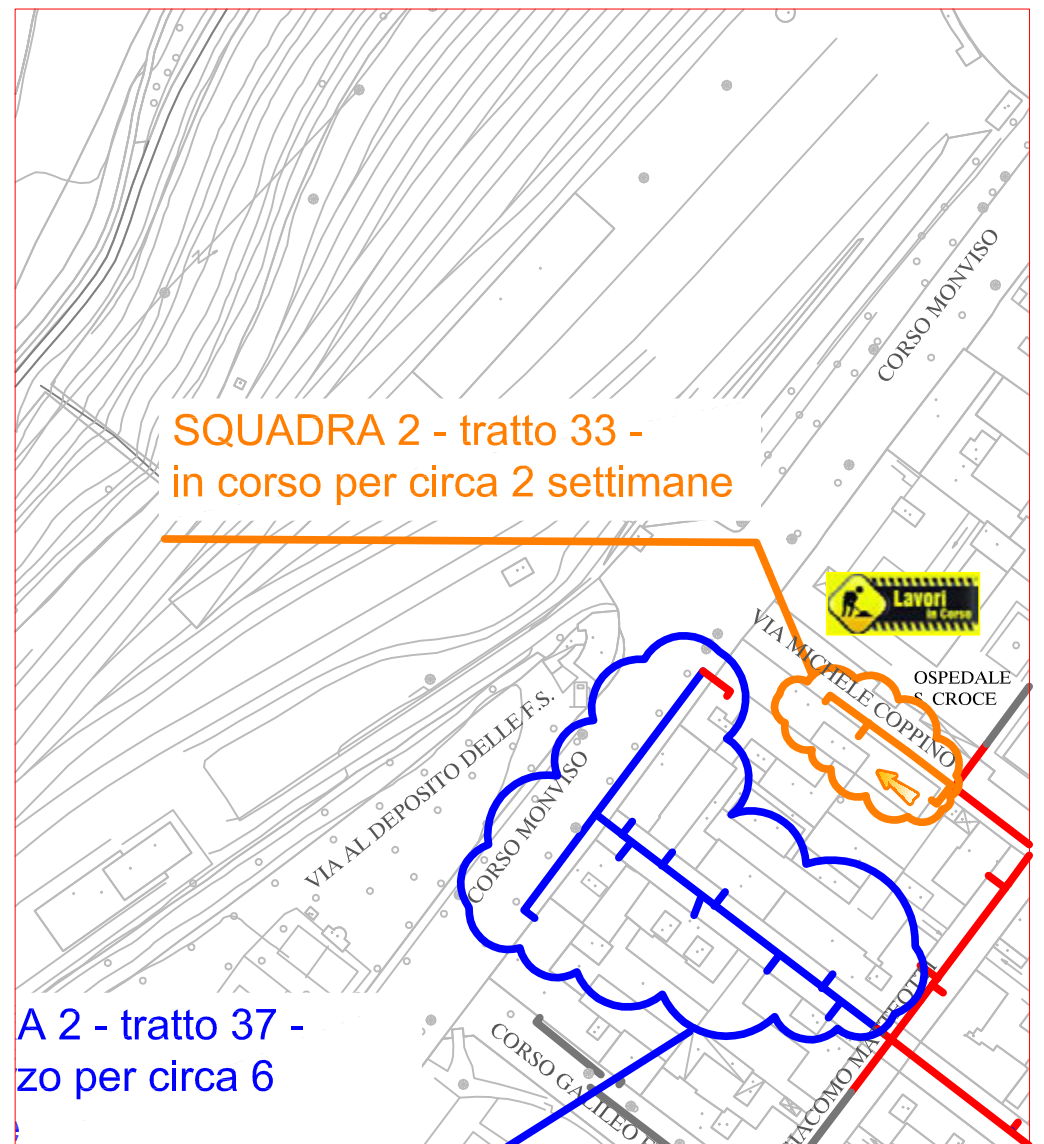 CORSO MONVISO
SQUADRA 2 - tratto 33 -
in corso per circa 2 settimane
Lavori
in Corso
VIA MICHELE COPPINO
OSPEDALE
S. CROCE
VIA AL DEPOSITO DELLE F.S.
CORSO MONVISO
A 2 - tratto 37 -
zo per circa 6
CORSO GALILEO
GIACOMO MATTEOTTI